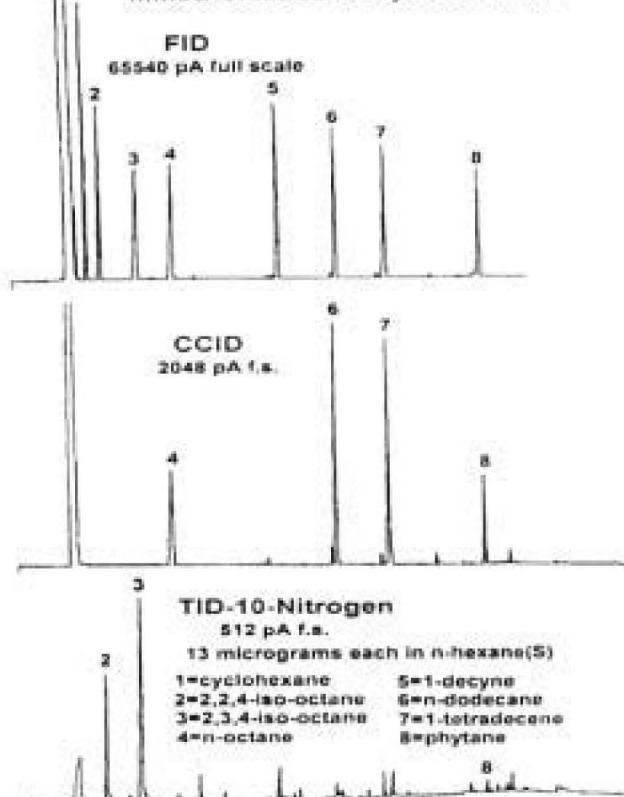 FID
65540 pA full scale
2
3
4
5
6
7
8
CCID
2048 pA f.s.
4
6
7
8
TID-10-Nitrogen
512 pA f.s.
13 micrograms each in n-hexane(S)
1=cyclohexane 5=1-decyne
2=2,2,4-iso-octane 6=n-dodecane
3=2,3,4-iso-octane 7=1-tetradecene
4=n-octane 8=phytane
2
3
8